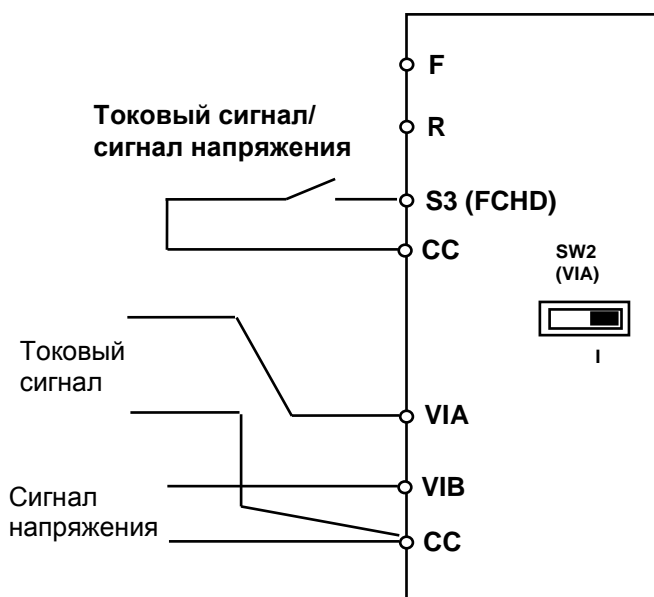 F
Токовый сигнал/
сигнал напряжения
R
S3 (FCHD)
CC
SW2
(VIA)
I
Токовый
сигнал
VIA
VIB
Сигнал
напряжения
CC